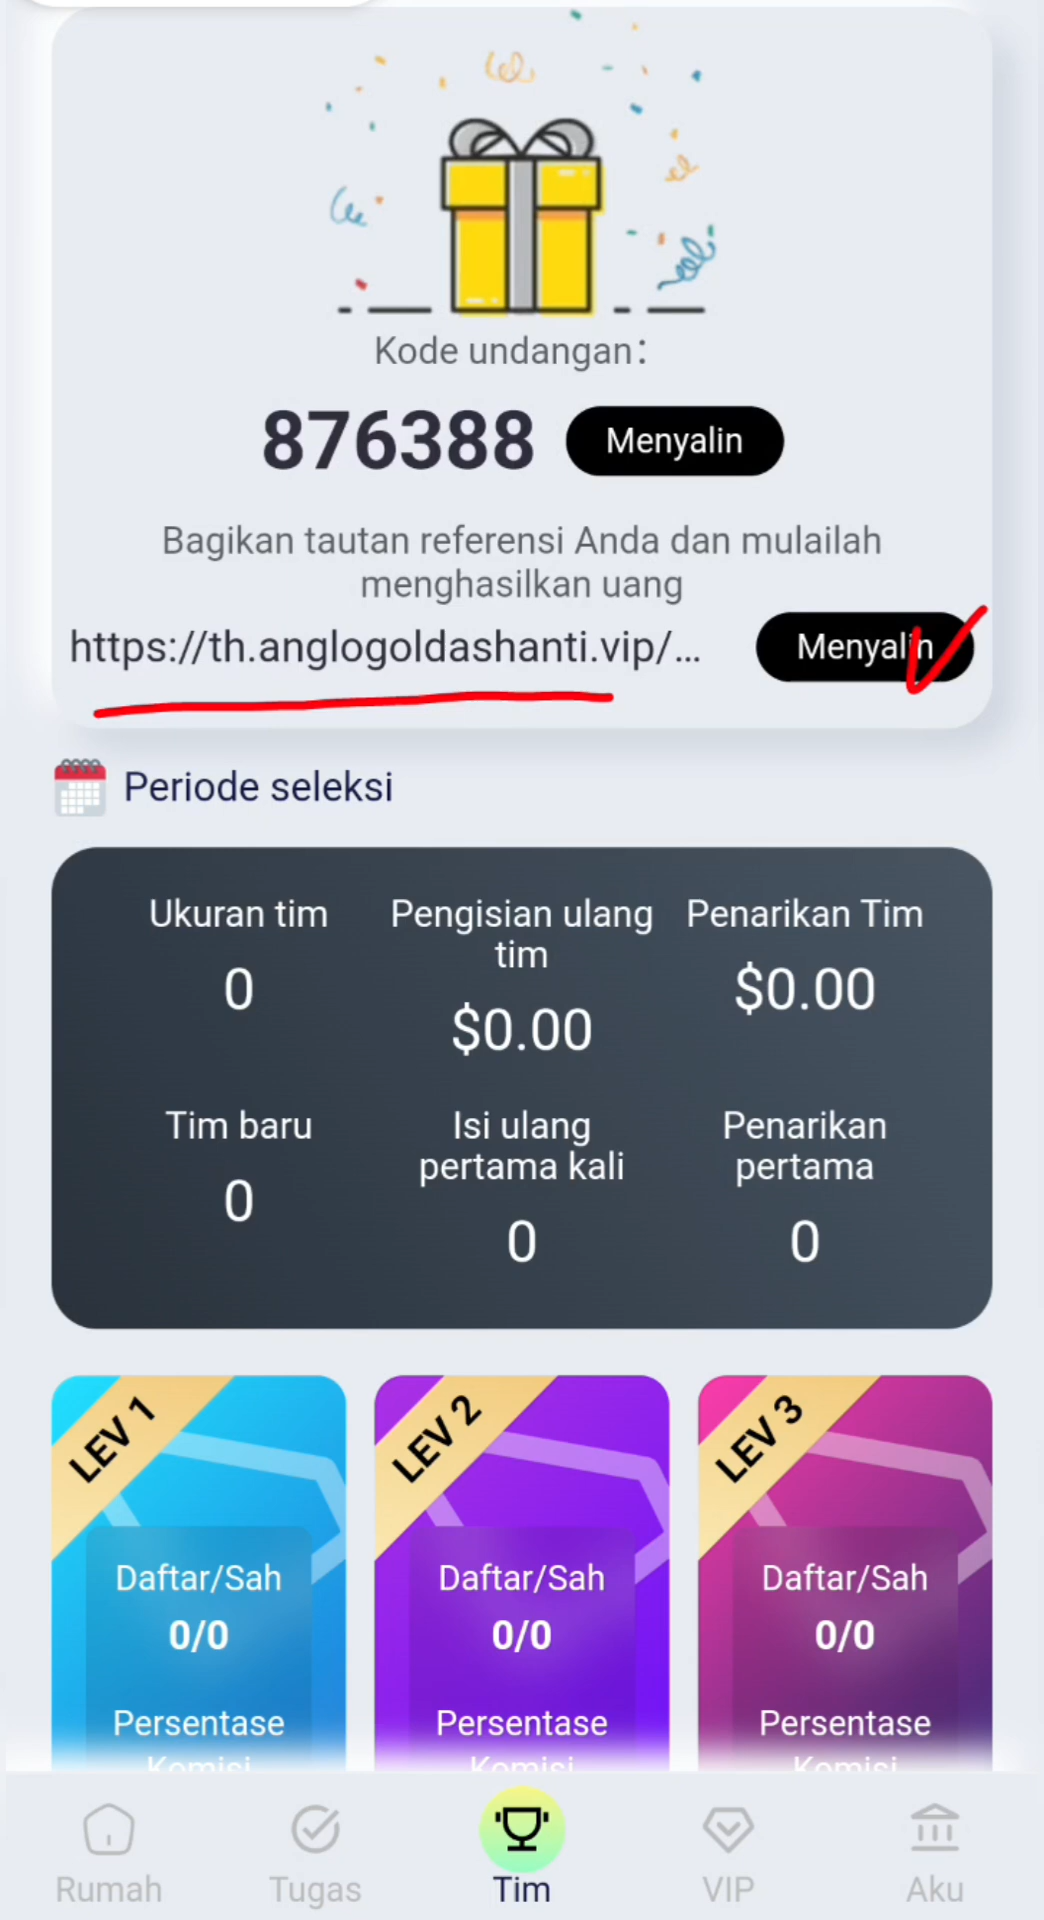 Kode undangan:
876388 Menyalin
Bagikan tautan referensi Anda dan mulailah
menghasilkan uang
https://th.anglogoldashanti.vip/... Menyalin
Periode seleksi
Ukuran tim
0
Pengisian ulang
tim
$0.00
Penarikan Tim
$0.00
Tim baru
0
Isi ulang
pertama kali
0
Penarikan
pertama
0
LEV 1
Daftar/Sah
0/0
Persentase
Komisi
LEV 2
Daftar/Sah
0/0
Persentase
Komisi
LEV 3
Daftar/Sah
0/0
Persentase
Komisi
Rumah Tugas Tim VIP Aku